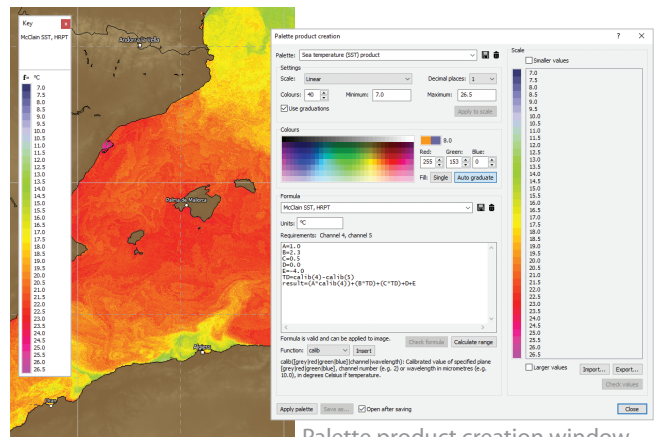 Key
x
McClain SST, HRPT
f= °C
7.0
7.5
8.0
8.5
9.0
9.5
10.0
10.5
11.0
11.5
12.0
12.5
13.0
13.5
14.0
14.5
15.0
15.5
16.0
16.5
17.0
17.5
18.0
18.5
19.0
19.5
20.0
20.5
21.0
21.5
22.0
22.5
23.0
23.5
24.0
24.5
25.0
25.5
26.0
26.5
Andorra la Vella
Palma de Mallorca
Algiers
Oran
Palette product creation ? ×
Palette: Sea temperature (SST) product
Settings
Scale: Linear Decimal places: 1
Colours: 40 Minimum: 7.0 Maximum: 26.5
Use graduations Apply to scale
Colours
8.0
Red: Green: Blue:
255 153 0
Fill: Single Auto graduate
Formula
McClain SST, HRPT
Units: °C
Requirements: Channel 4, channel 5
A=1.0
B=2.3
C=0.5
D=0.0
E=-4.0
TD=calib(4)-calib(5)
result=(A*calib(4))+(B*TD)+(C*TD)+D+E
Formula is valid and can be applied to image. Check formula Calculate range
Function: calib Insert
calib([grey|red|green|blue|channel|wavelength): Calibrated value of specified plane
[grey|red|green|blue], channel number (e.g. 2) or wavelength in micrometres (e.g.
10.0), in degrees Celsius if temperature.
Apply palette Save as... Open after saving
Scale
Smaller values
7.0
7.5
8.0
8.5
9.0
9.5
10.0
10.5
11.0
11.5
12.0
12.5
13.0
13.5
14.0
14.5
15.0
15.5
16.0
16.5
17.0
17.5
18.0
18.5
19.0
19.5
20.0
20.5
21.0
21.5
22.0
22.5
23.0
23.5
24.0
24.5
25.0
25.5
26.0
26.5
Larger values Import... Export...
Check values
Close
Palette product creation window